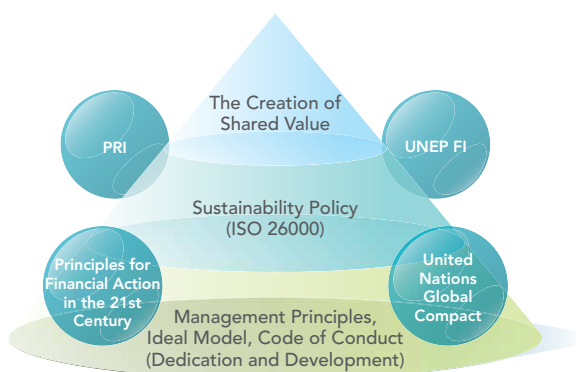 The Creation of
Shared Value
PRI
UNEP FI
Sustainability Policy
(ISO 26000)
Principles for
Financial Action
in the 21st
Century
United
Nations
Global
Compact
Management Principles,
Ideal Model, Code of Conduct
(Dedication and Development)